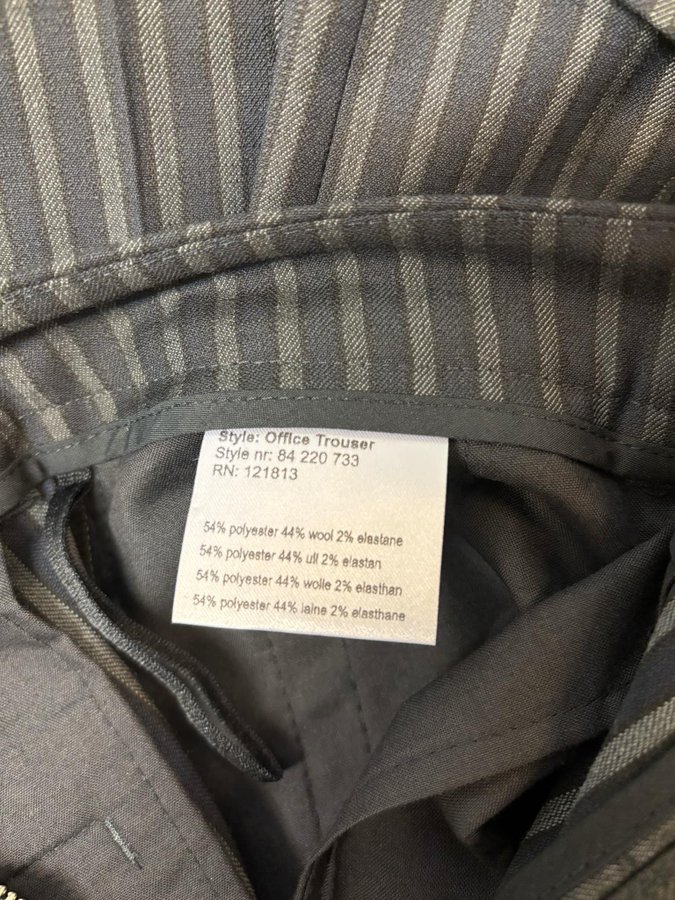 Style: Office Trouser
Style nr: 84 220 733
RN: 121813
54% polyester 44% wool 2% elastane
54% polyester 44% ull 2% elastan
54% polyester 44% wolle 2% elasthan
54% polyester 44% laine 2% elasthane